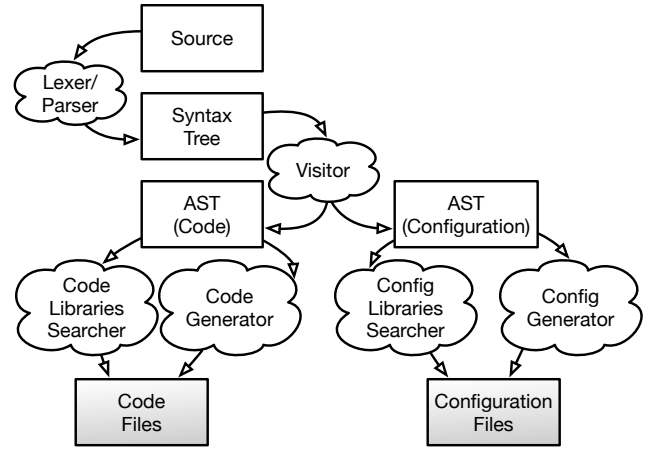 Source
Lexer/
Parser
Syntax
Tree
Visitor
AST
(Code)
AST
(Configuration)
Code
Libraries
Searcher
Code
Generator
Config
Libraries
Searcher
Config
Generator
Code
Files
Configuration
Files